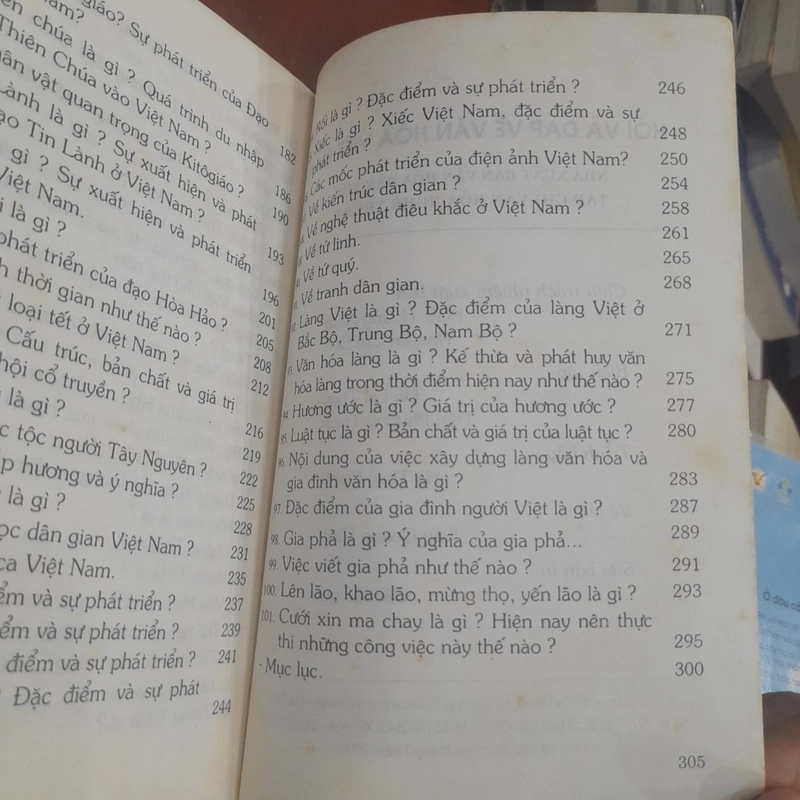 giáo? Sự phát triển của Đạo
chúa là gì ? Quá trình du nhập
Thiên Chúa vào Việt Nam ?
182
vật quan trọng của Kitôgiáo ?
186
Lành là gì ? Sự xuất hiện và phát
Tin Lành ở Việt Nam ?
190
gì ? Sự xuất hiện và phát triển
Việt Nam.
193
là gì ?
196
phát triển của đạo Hòa Hảo ?
201
thời gian như thế nào ?
205
loại tết ở Việt Nam ?
208
Cấu trúc, bản chất và giá trị
212
hội cổ truyền ?
là gì ?
216
tộc người Tây Nguyên ?
219
hương và ý nghĩa ?
222
là gì ?
225
228
dân gian Việt Nam ?
231
ca Việt Nam.
235
điểm và sự phát triển ?
237
điểm và sự phát triển ?
239
điểm và sự phát triển ?
241
Đặc điểm và sự phát
244
Rối là gì ? Đặc điểm và sự phát triển ? 246
Xiếc là gì ? Xiếc Việt Nam, đặc điểm và sự
phát triển ? 248
Các mốc phát triển của điện ảnh Việt Nam? 250
Về kiến trúc dân gian ? 254
Về nghệ thuật điêu khắc ở Việt Nam ? 258
Về tứ linh. 261
Về tứ quý. 265
Về tranh dân gian. 268
Làng Việt là gì ? Đặc điểm của làng Việt ở
Bắc Bộ, Trung Bộ, Nam Bộ ? 271
Văn hóa làng là gì ? Kế thừa và phát huy văn
hóa làng trong thời điểm hiện nay như thế nào ? 275
94. Hương ước là gì ? Giá trị của hương ước ? 277
95. Luật tục là gì ? Bản chất và giá trị của luật tục ? 280
96. Nội dung của việc xây dựng làng văn hóa và
gia đình văn hóa là gì ? 283
97. Đặc điểm của gia đình người Việt là gì ? 287
98. Gia phả là gì ? Ý nghĩa của gia phả... 289
99. Việc viết gia phả như thế nào ? 291
100. Lên lão, khao lão, mừng thọ, yến lão là gì ? 293
101. Cưới xin ma chay là gì ? Hiện nay nên thực
thi những công việc này thế nào ? 295
- Mục lục. 300
305